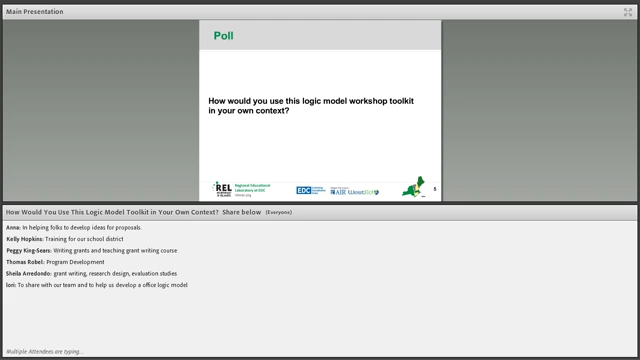 Main Presentation
Poll
How would you use this logic model workshop toolkit
in your own context?
REL
Regional Educational
Laboratory at EDC
EDC
AIR
WestEd
5
How Would You Use This Logic Model Toolkit in Your Own Context? Share below (Everyone)
Anna: In helping folks to develop ideas for proposals.
Kelly Hopkins: Training for our school district
Peggy King-Sears: Writing grants and teaching grant writing course
Thomas Robel: Program Development
Sheila Arredondo: grant writing, research design, evaluation studies
lori: To share with our team and to help us develop a office logic model
Multiple Attendees are typing...